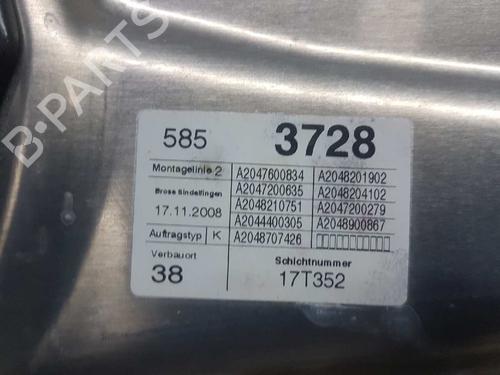 B-PARTS
585 3728
Montagelinie 2 A2047600834 A2048201902
Brose Sindelfingen A2047200635 A2048204102
17.11.2008 A2048210751 A2047200279
A2044400305 A2048900867
Auftragstyp K A2048707426 □□□□□□□□□□□
Verbauort Schichtnummer
38 17T352